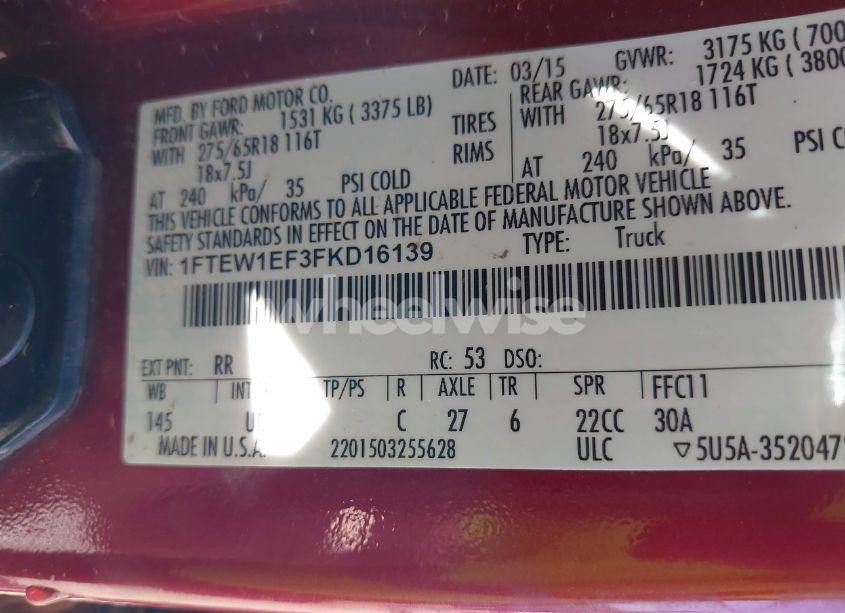 MFD. BY FORD MOTOR CO. DATE: 03/15 GVWR: 3175 KG ( 700
FRONT GAWR: 1531 KG ( 3375 LB) REAR GAWR: 1724 KG ( 3800
WITH 275/65R18 116T TIRES WITH 275/65R18 116T
18x7.5J RIMS 18x7.5J
AT 240 kPa/ 35 PSI COLD AT 240 kPa/ 35 PSI CO
THIS VEHICLE CONFORMS TO ALL APPLICABLE FEDERAL MOTOR VEHICLE
SAFETY STANDARDS IN EFFECT ON THE DATE OF MANUFACTURE SHOWN ABOVE.
VIN: 1FTEW1EF3FKD16139 TYPE: Truck
wheelwise
EXT PNT: RR RC: 53 DSO:
WB INT TP/PS R AXLE TR SPR FFC11
145 C 27 6 22CC 30A
MADE IN U.S.A. 2201503255628 ULC ▽5U5A-352047